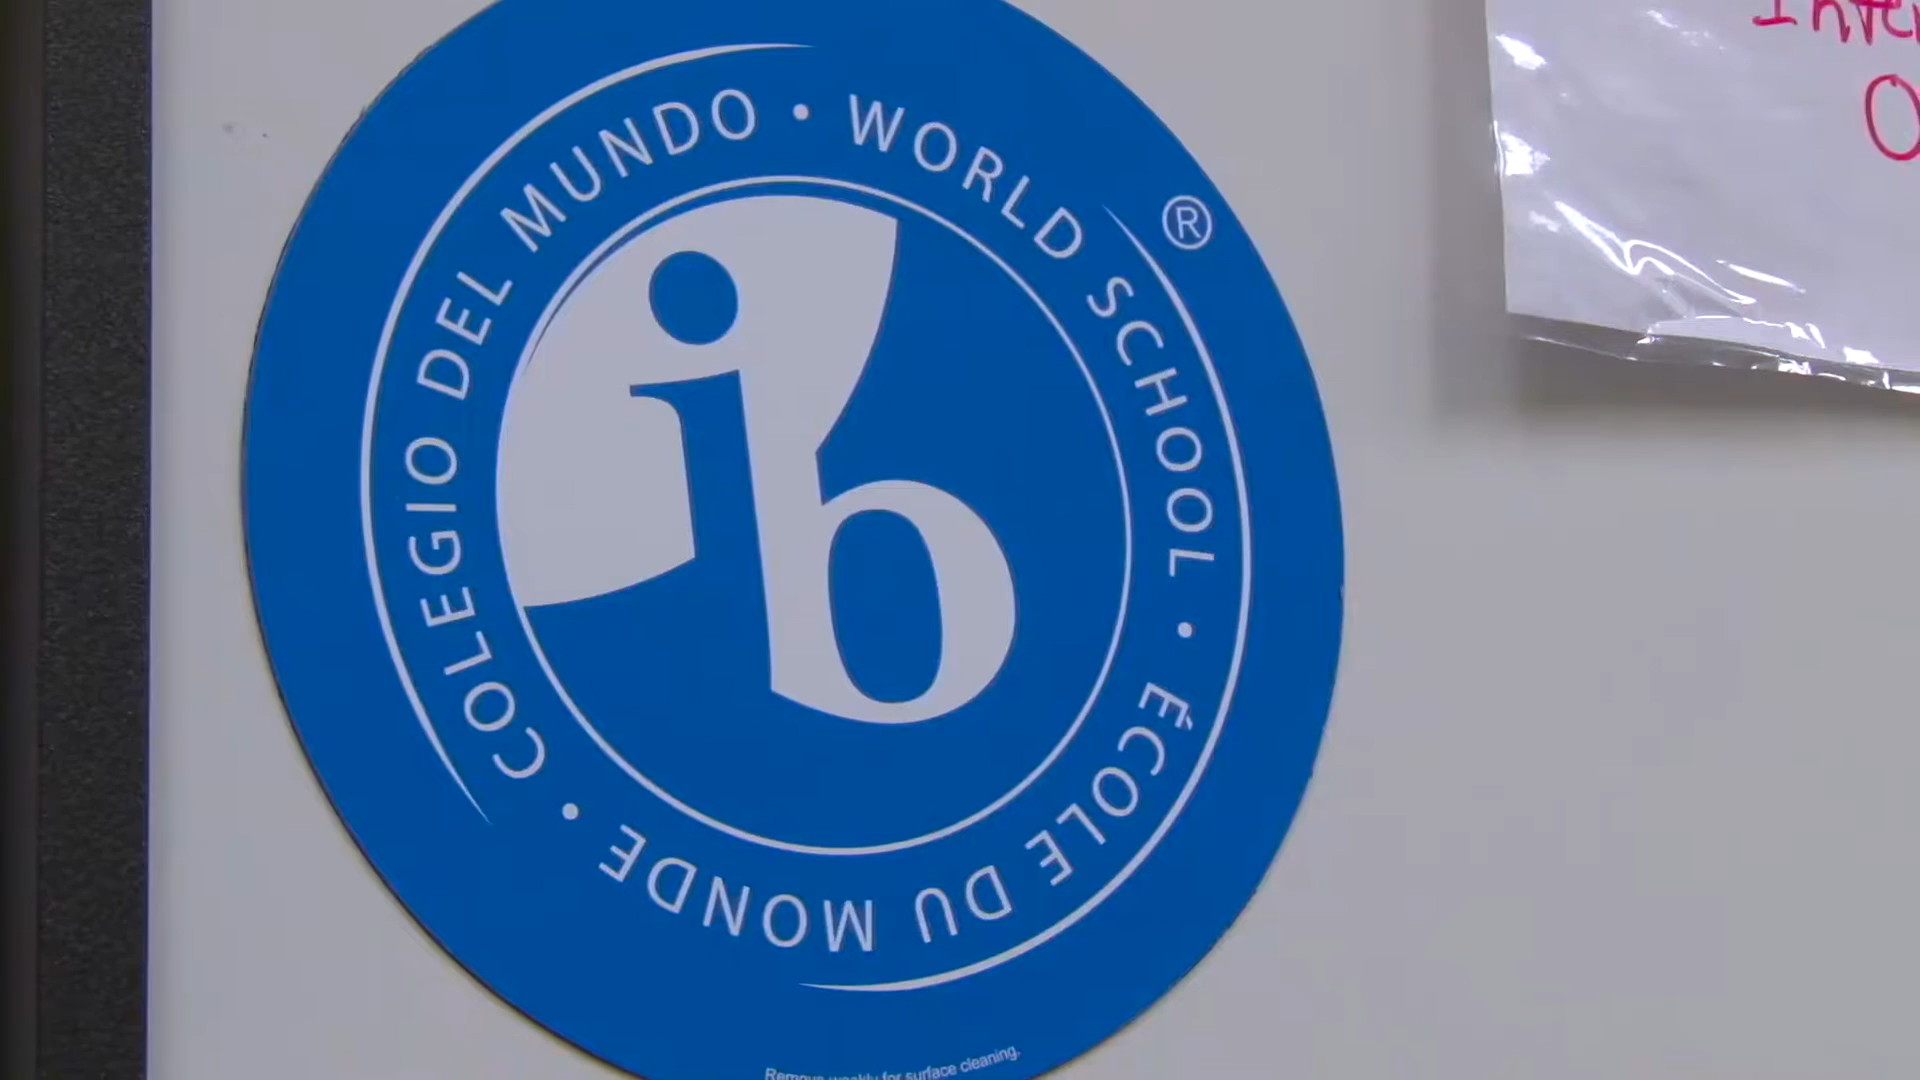 COLEGIO DEL MUNDO • WORLD SCHOOL • ÉCOLE DU MONDE •
®
ib
Remove weekly for surface cleaning.